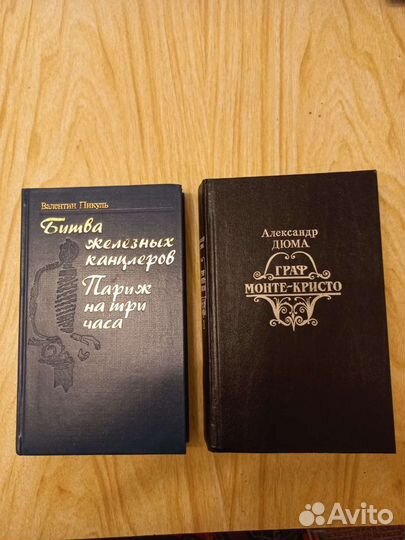 Валентин Пикуль
Битва
железных
канцлеров
Париж
на три
часа
Александр
ДЮМА
ГРАФ
МОНТЕ-КРИСТО
Avito